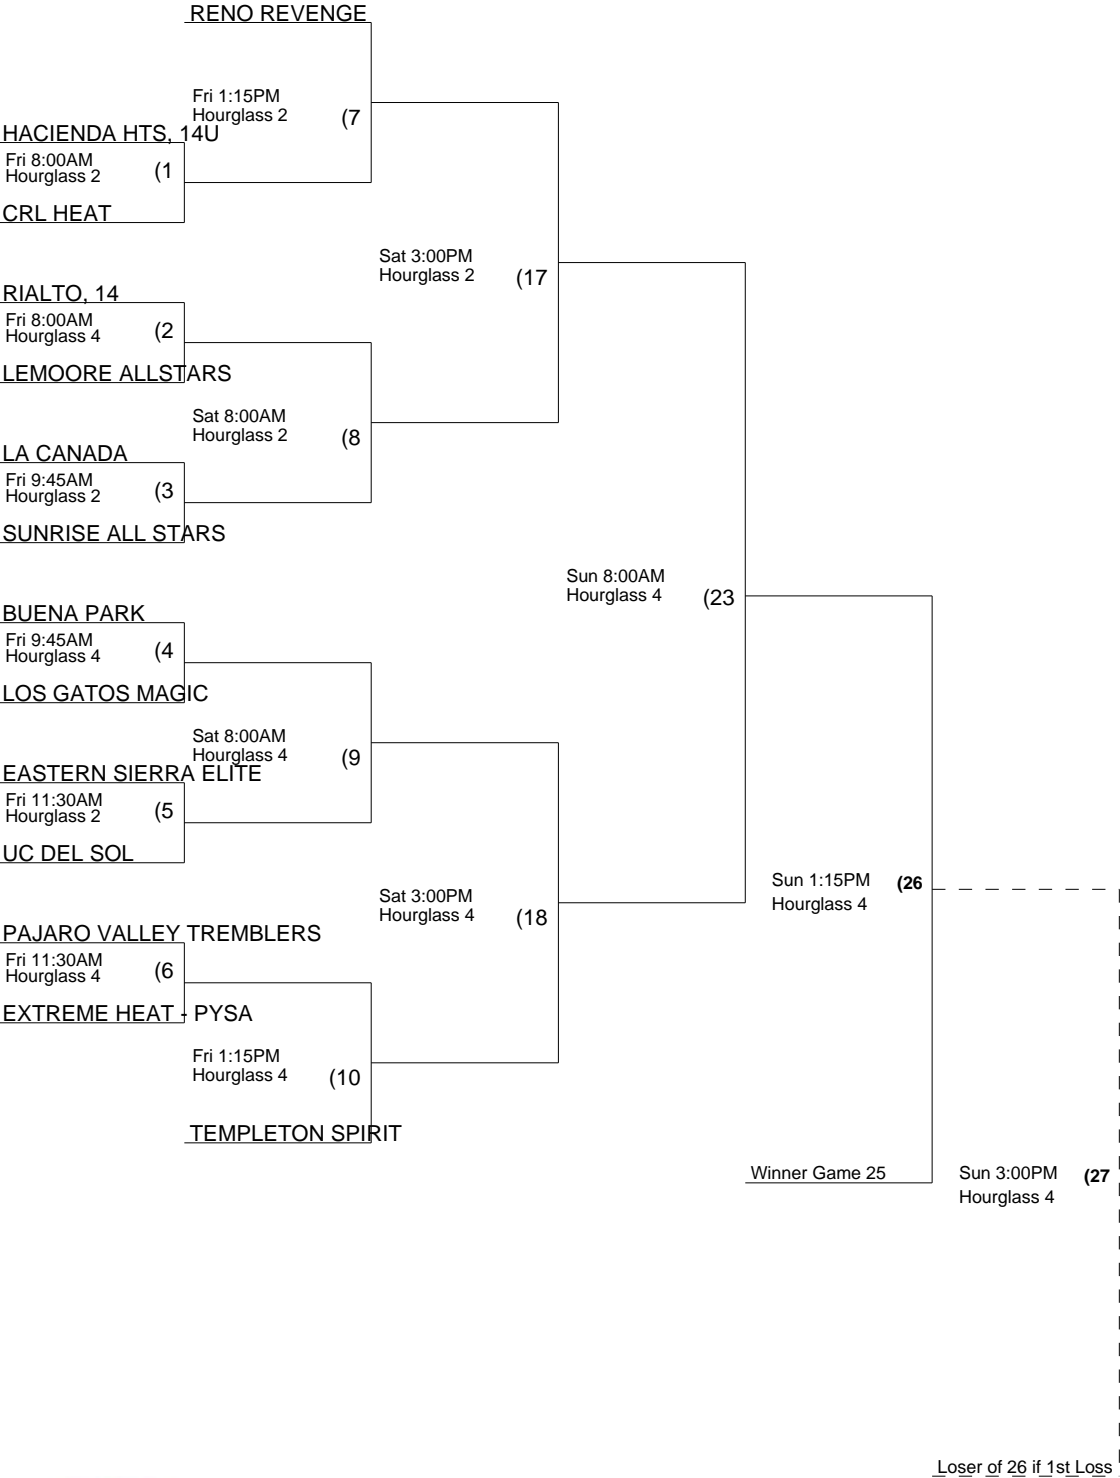 RENO REVENGE
Fri 1:15PM
Hourglass 2
(7
HACIENDA HTS, 14U
Fri 8:00AM
Hourglass 2
(1
CRL HEAT
Sat 3:00PM
Hourglass 2
(17
RIALTO, 14
Fri 8:00AM
Hourglass 4
(2
LEMOORE ALLSTARS
Sat 8:00AM
Hourglass 2
(8
LA CANADA
Fri 9:45AM
Hourglass 2
(3
SUNRISE ALL STARS
Sun 8:00AM
Hourglass 4
(23
BUENA PARK
Fri 9:45AM
Hourglass 4
(4
LOS GATOS MAGIC
Sat 8:00AM
Hourglass 4
(9
EASTERN SIERRA ELITE
Fri 11:30AM
Hourglass 2
(5
UC DEL SOL
Sun 1:15PM
Hourglass 4
(26
Sat 3:00PM
Hourglass 4
(18
PAJARO VALLEY TREMBLERS
Fri 11:30AM
Hourglass 4
(6
EXTREME HEAT - PYSA
Fri 1:15PM
Hourglass 4
(10
TEMPLETON SPIRIT
Winner Game 25
Sun 3:00PM
Hourglass 4
(27
Loser of 26 if 1st Loss